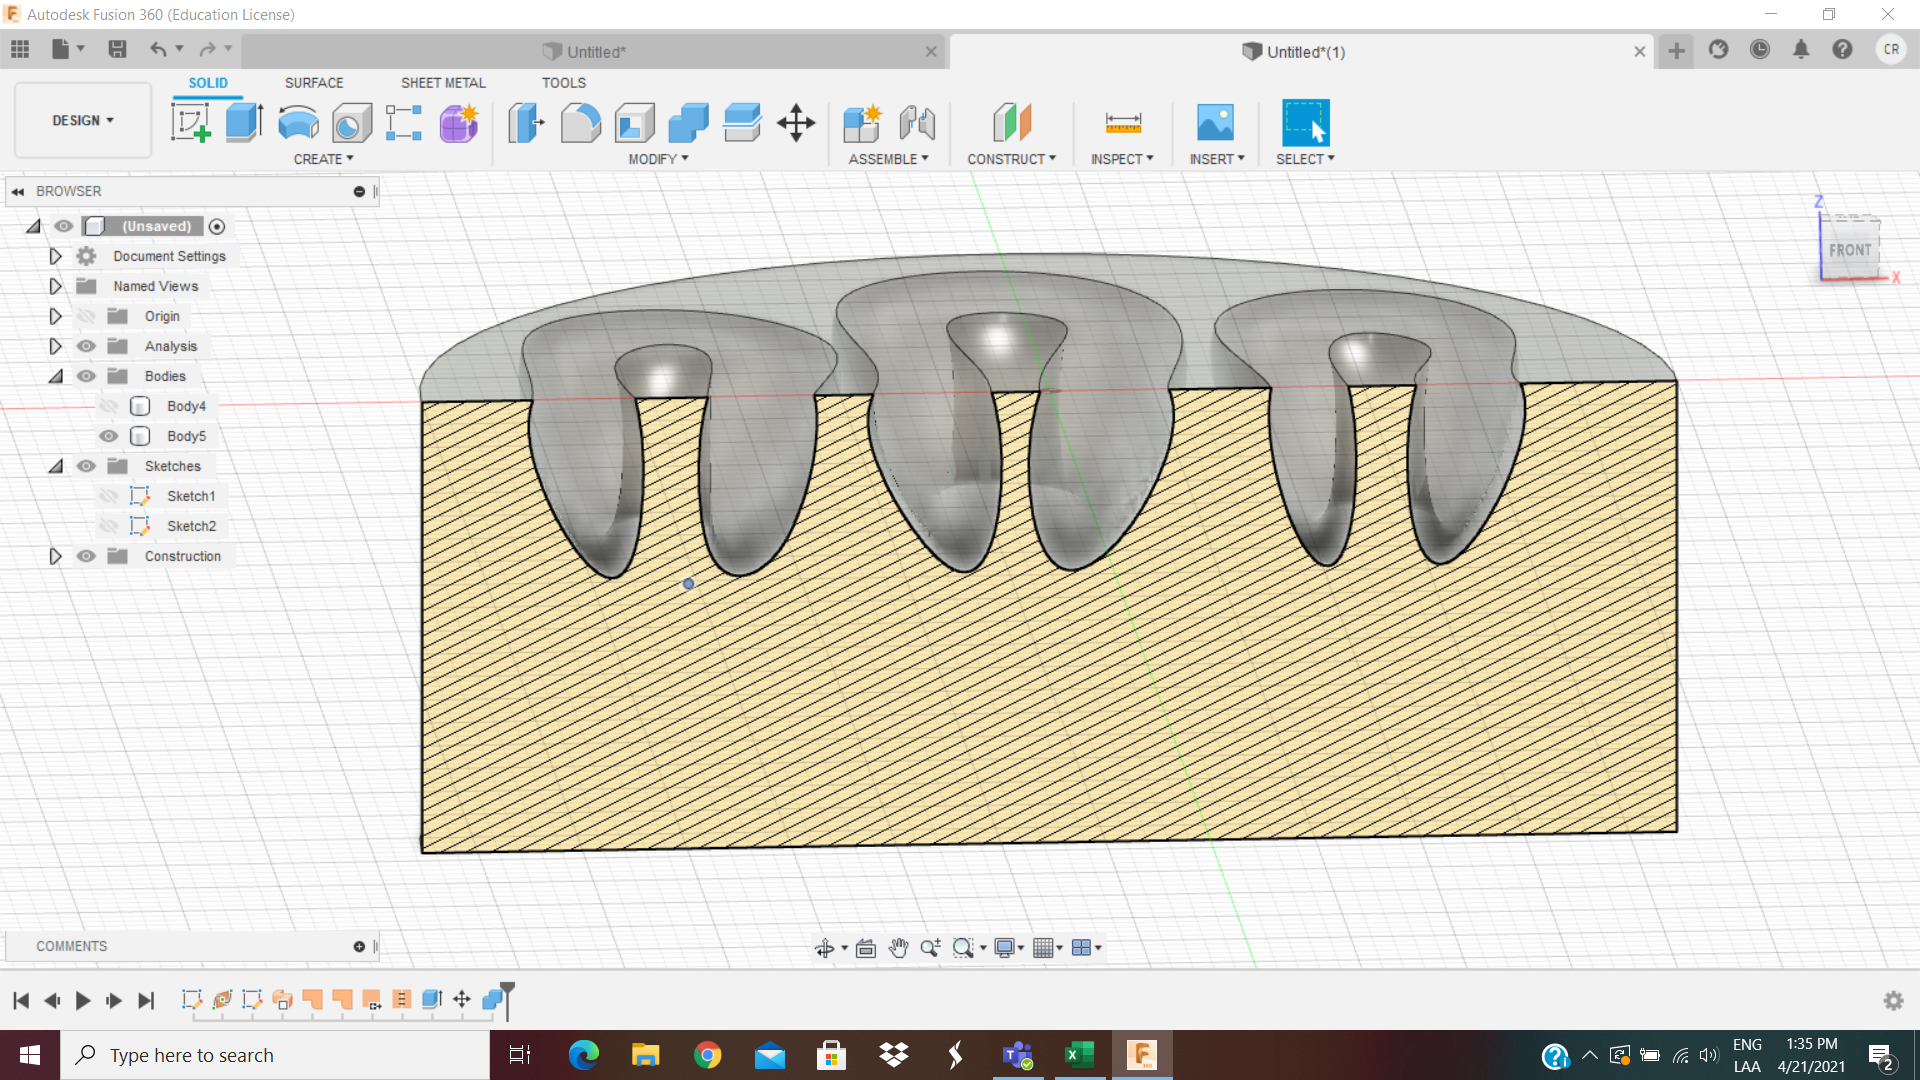 Autodesk Fusion 360 (Education License)
Untitled*
Untitled*(1)
CR
DESIGN
SOLID
SURFACE
SHEET METAL
TOOLS
CREATE
MODIFY
ASSEMBLE
CONSTRUCT
INSPECT
INSERT
SELECT
BROWSER
(Unsaved)
Document Settings
Named Views
Origin
Analysis
Bodies
Body4
Body5
Sketches
Sketch1
Sketch2
Construction
Z
FRONT
X
COMMENTS
Type here to search
ENG
LAA
1:35 PM
4/21/2021
2